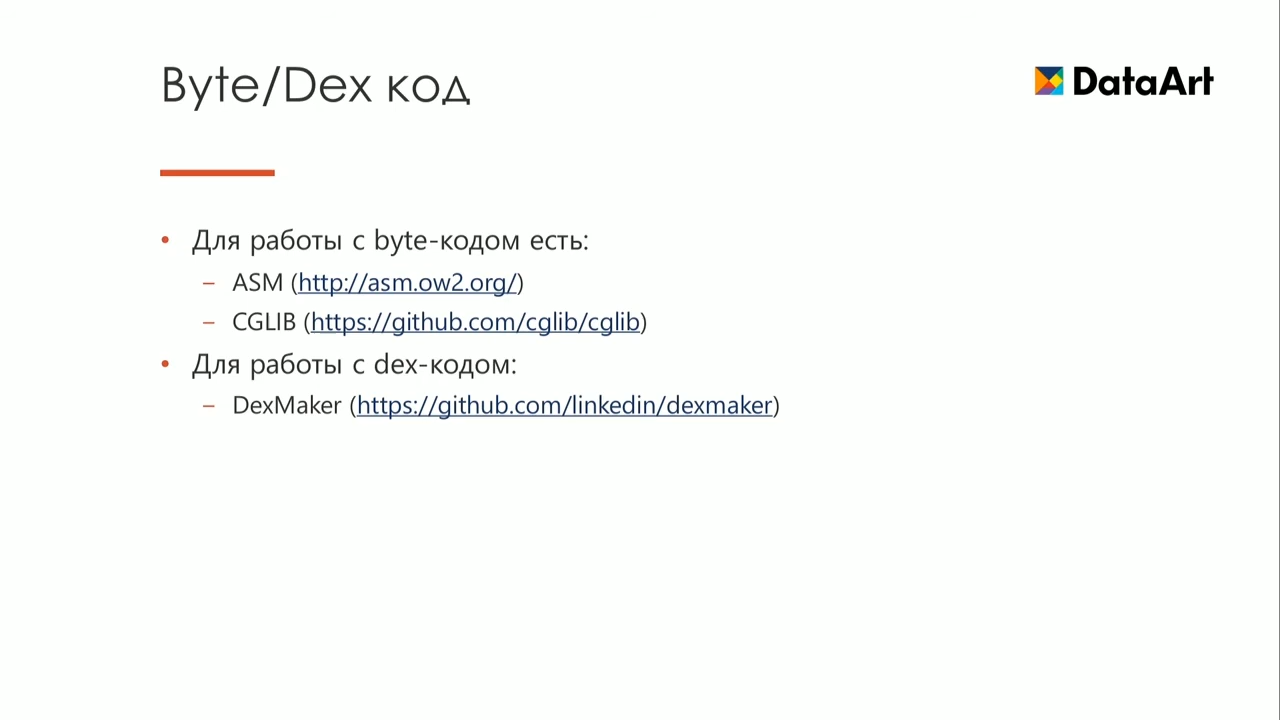 Byte/Dex код
DataArt
• Для работы с byte-кодом есть:
– ASM (http://asm.ow2.org/)
– CGLIB (https://github.com/cglib/cglib)
• Для работы с dex-кодом:
– DexMaker (https://github.com/linkedin/dexmaker)